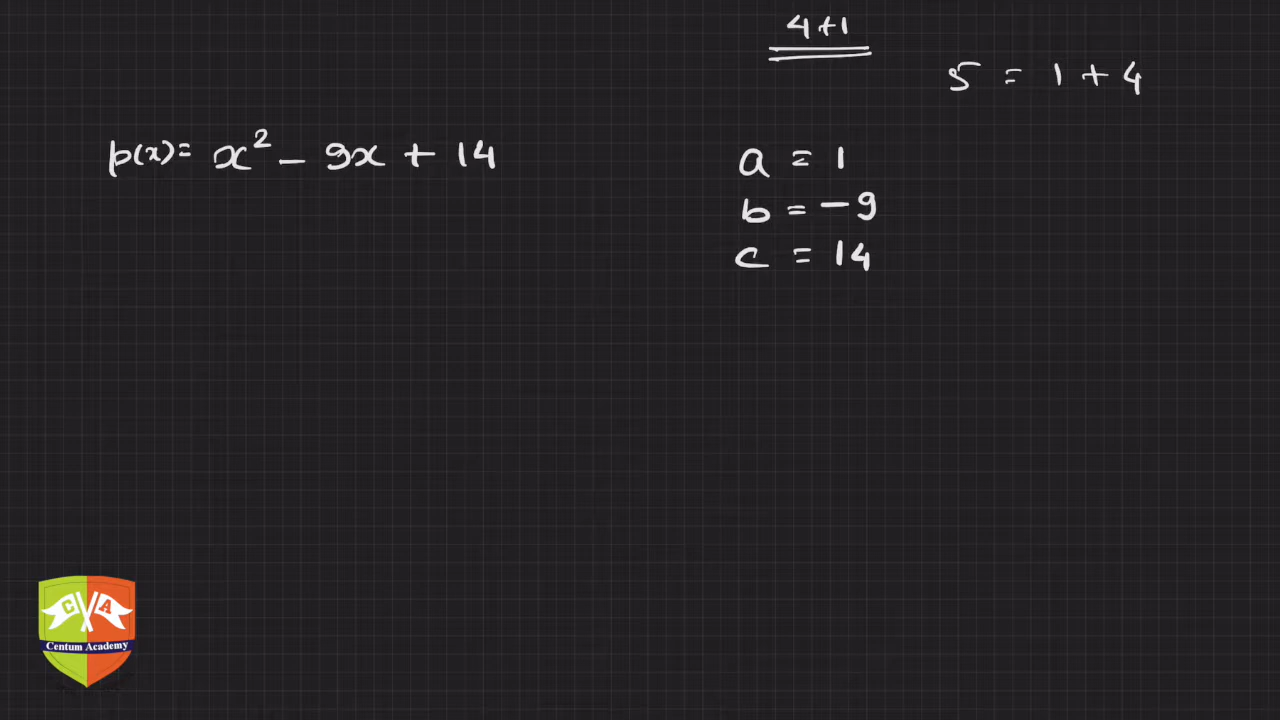 4+1
5 = 1 + 4
p(x)= x² - 9x + 14
a = 1
b = -9
c = 14
C A
Centum Academy